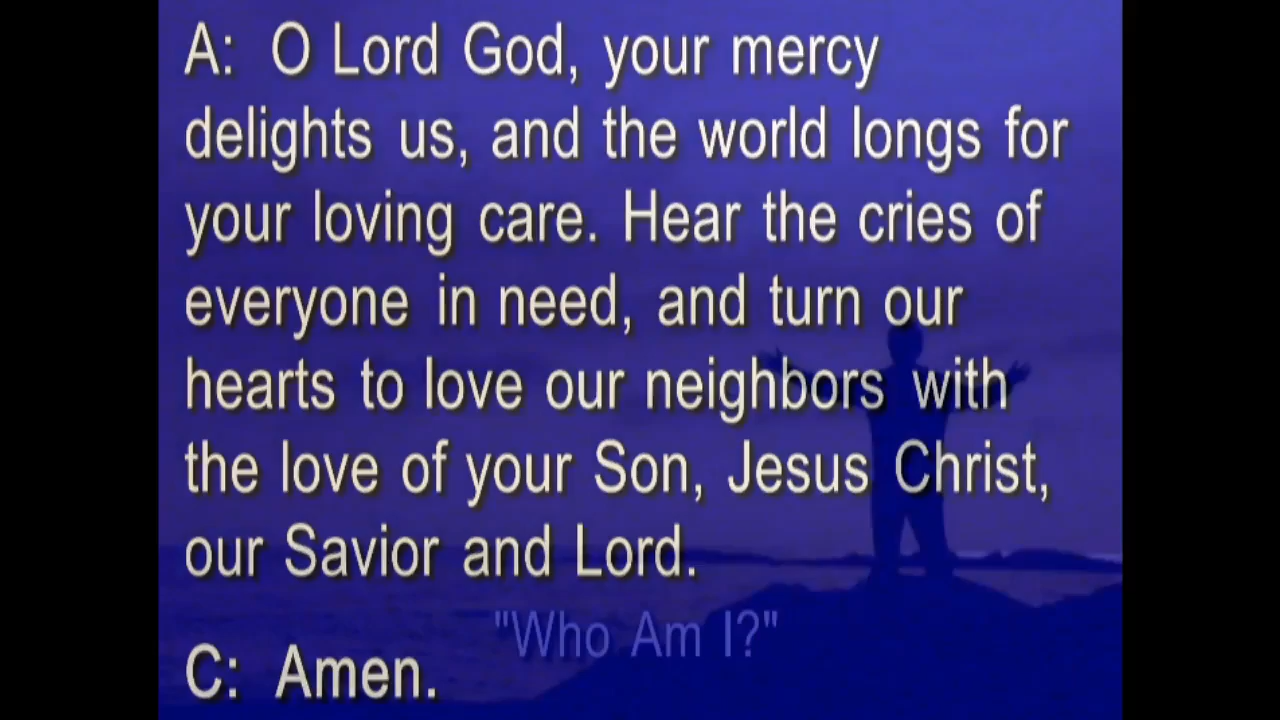 A: O Lord God, your mercy
delights us, and the world longs for
your loving care. Hear the cries of
everyone in need, and turn our
hearts to love our neighbors with
the love of your Son, Jesus Christ,
our Savior and Lord.
"Who Am I?"
C: Amen.